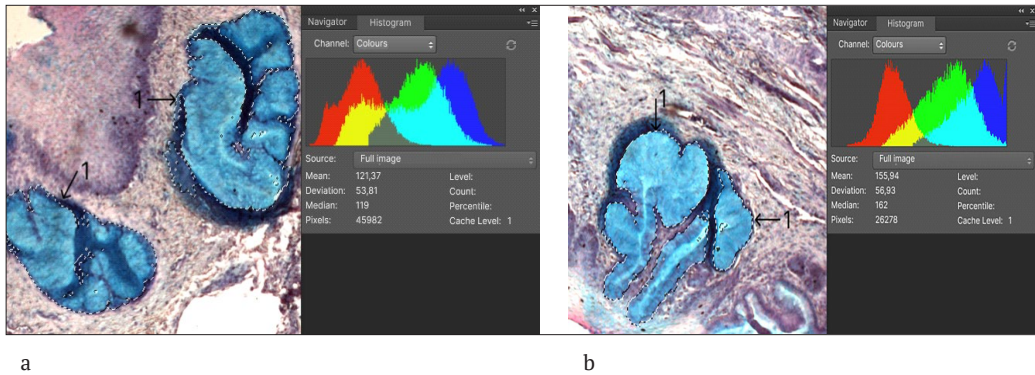 Navigator Histogram
Channel: Colours
Source: Full image
Mean: 121,37 Level:
Deviation: 53,81 Count:
Median: 119 Percentile:
Pixels: 45982 Cache Level: 1
1
1
a
Navigator Histogram
Channel: Colours
Source: Full image
Mean: 155,94 Level:
Deviation: 56,93 Count:
Median: 162 Percentile:
Pixels: 26278 Cache Level: 1
1
1
b